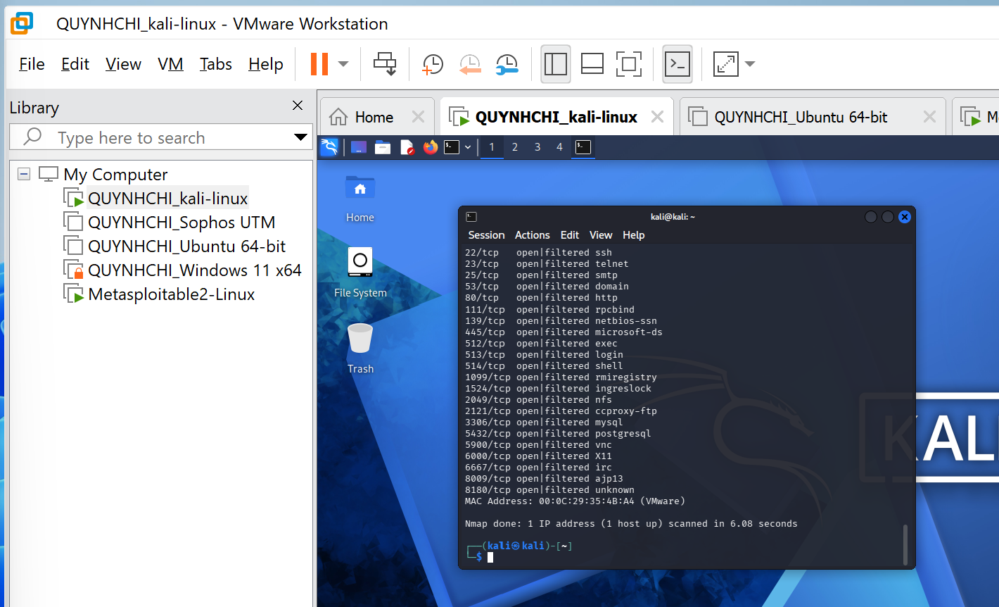 QUYNHCHI_kali-linux - VMware Workstation
File Edit View VM Tabs Help
Library
Type here to search
My Computer
QUYNHCHI_kali-linux
QUYNHCHI_Sophos UTM
QUYNHCHI_Ubuntu 64-bit
QUYNHCHI_Windows 11 x64
Metasploitable2-Linux
Home QUYNHCHI_kali-linux QUYNHCHI_Ubuntu 64-bit
1 2 3 4
Home
File System
Trash
kali@kali: ~
Session Actions Edit View Help
22/tcp   open|filtered ssh
23/tcp   open|filtered telnet
25/tcp   open|filtered smtp
53/tcp   open|filtered domain
80/tcp   open|filtered http
111/tcp  open|filtered rpcbind
139/tcp  open|filtered netbios-ssn
445/tcp  open|filtered microsoft-ds
512/tcp  open|filtered exec
513/tcp  open|filtered login
514/tcp  open|filtered shell
1099/tcp open|filtered rmiregistry
1524/tcp open|filtered ingreslock
2049/tcp open|filtered nfs
2121/tcp open|filtered ccproxy-ftp
3306/tcp open|filtered mysql
5432/tcp open|filtered postgresql
5900/tcp open|filtered vnc
6000/tcp open|filtered X11
6667/tcp open|filtered irc
8009/tcp open|filtered ajp13
8180/tcp open|filtered unknown
MAC Address: 00:0C:29:35:4B:A4 (VMware)
Nmap done: 1 IP address (1 host up) scanned in 6.08 seconds
┌──(kali㉿kali)-[~]
└─$
KALI